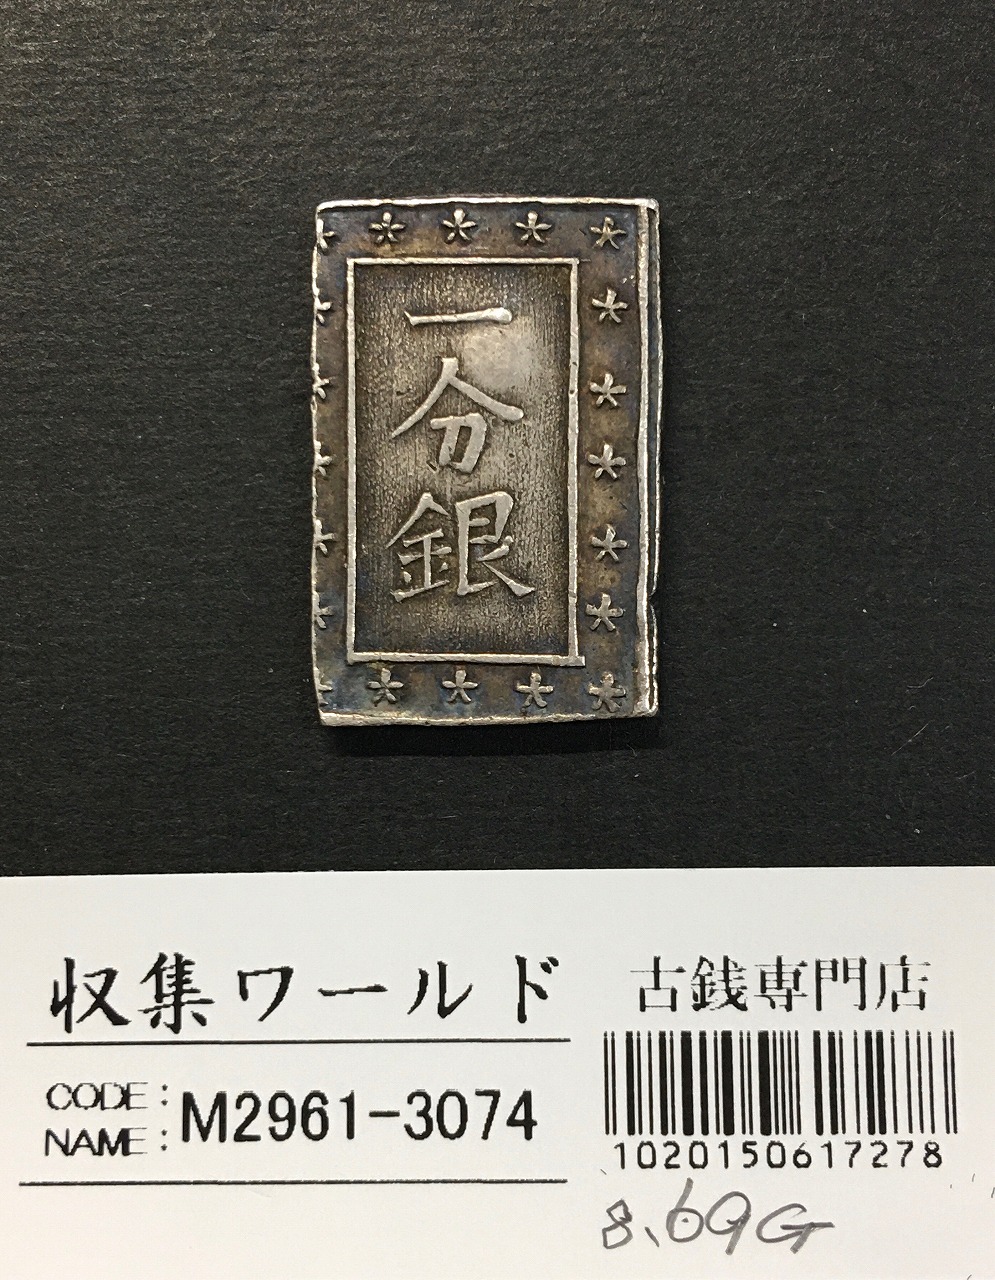 一
分
銀
収集ワールド
古銭専門店
CODE: M2961-3074
NAME:
1020150617278
8.69G